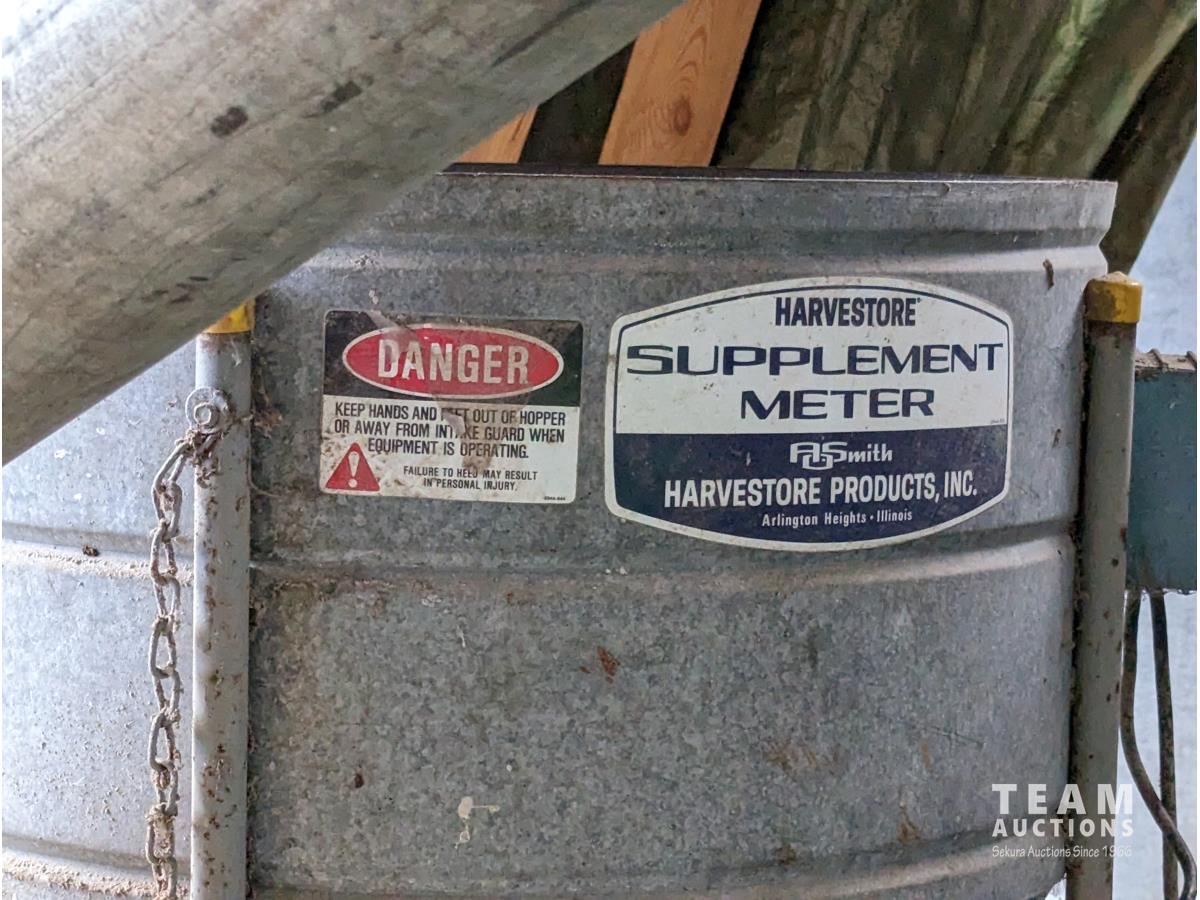 DANGER
KEEP HANDS AND FEET OUT OF HOPPER
OR AWAY FROM INTAKE GUARD WHEN
EQUIPMENT IS OPERATING.
FAILURE TO HEED MAY RESULT
IN PERSONAL INJURY.
HARVESTORE®
SUPPLEMENT
METER
AOSmith
HARVESTORE PRODUCTS, INC.
Arlington Heights • Illinois
TEAM
AUCTIONS
Sekura Auctions Since 1966